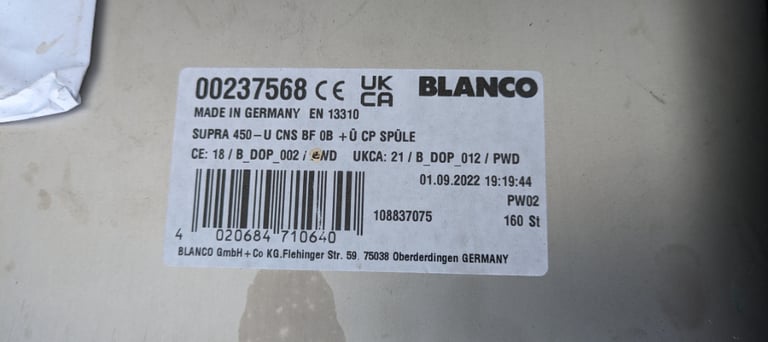 00237568 CE UK CA BLANCO
MADE IN GERMANY EN 13310
SUPRA 450-U CNS BF 0B +Ü CP SPÜLE
CE: 18 / B_DOP_002 / WD UKCA: 21 / B_DOP_012 / PWD
01.09.2022 19:19:44
PW02
108837075 160 St
4 020684 710640
BLANCO GmbH+Co KG.Flehinger Str. 59. 75038 Oberderdingen GERMANY